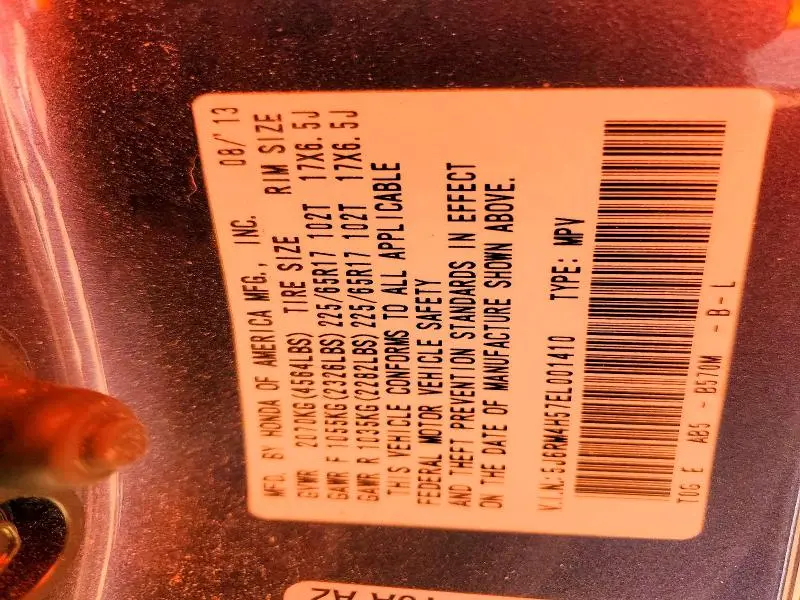 MFD. BY HONDA OF AMERICA MFG., INC. 08/'13
GVWR 2070KG(4564LBS) TIRE SIZE RIM SIZE
GAWR F 1055KG(2326LBS) 225/65R17 102T 17X6.5J
GAWR R 1035KG(2282LBS) 225/65R17 102T 17X6.5J
THIS VEHICLE CONFORMS TO ALL APPLICABLE
FEDERAL MOTOR VEHICLE SAFETY
AND THEFT PREVENTION STANDARDS IN EFFECT
ON THE DATE OF MANUFACTURE SHOWN ABOVE.
V.I.N.: 5J6RM4H57EL001410 TYPE: MPV
T0G E AB5 - B570M - B - L